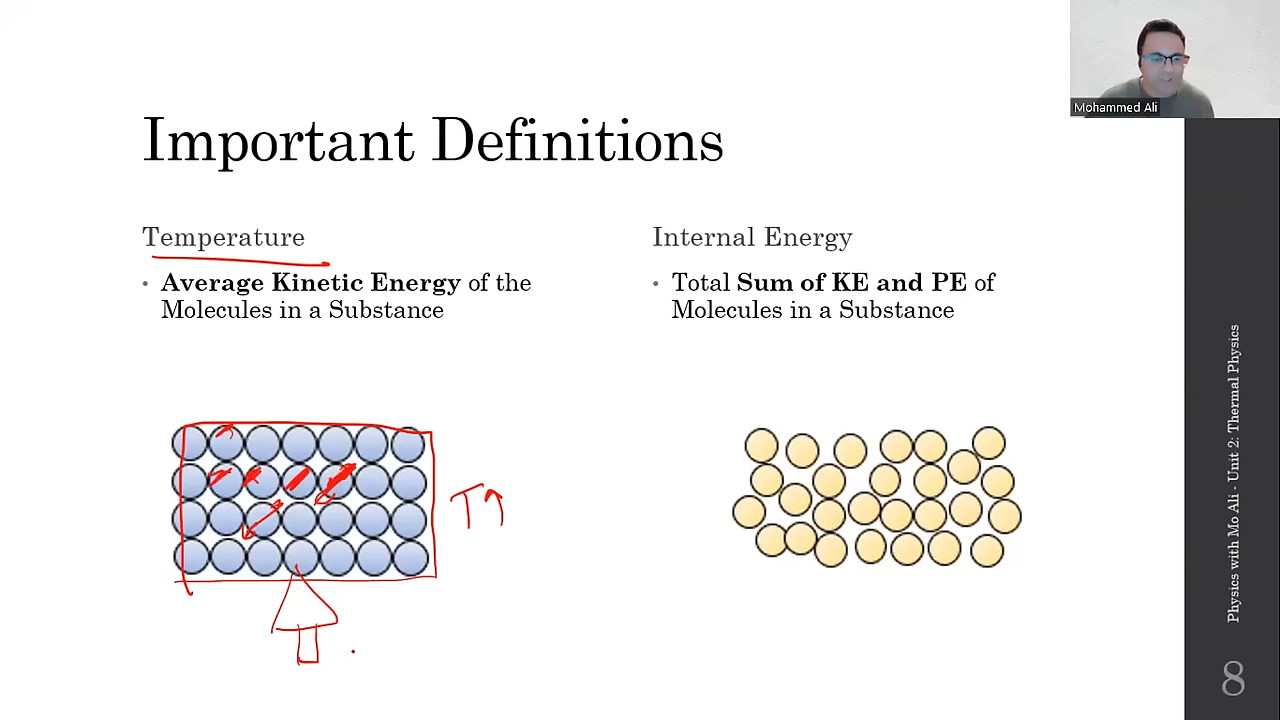 Mohammed Ali
Important Definitions
Temperature
• Average Kinetic Energy of the
Molecules in a Substance
Internal Energy
• Total Sum of KE and PE of
Molecules in a Substance
T↑
Physics with Mo Ali - Unit 2: Thermal Physics
8